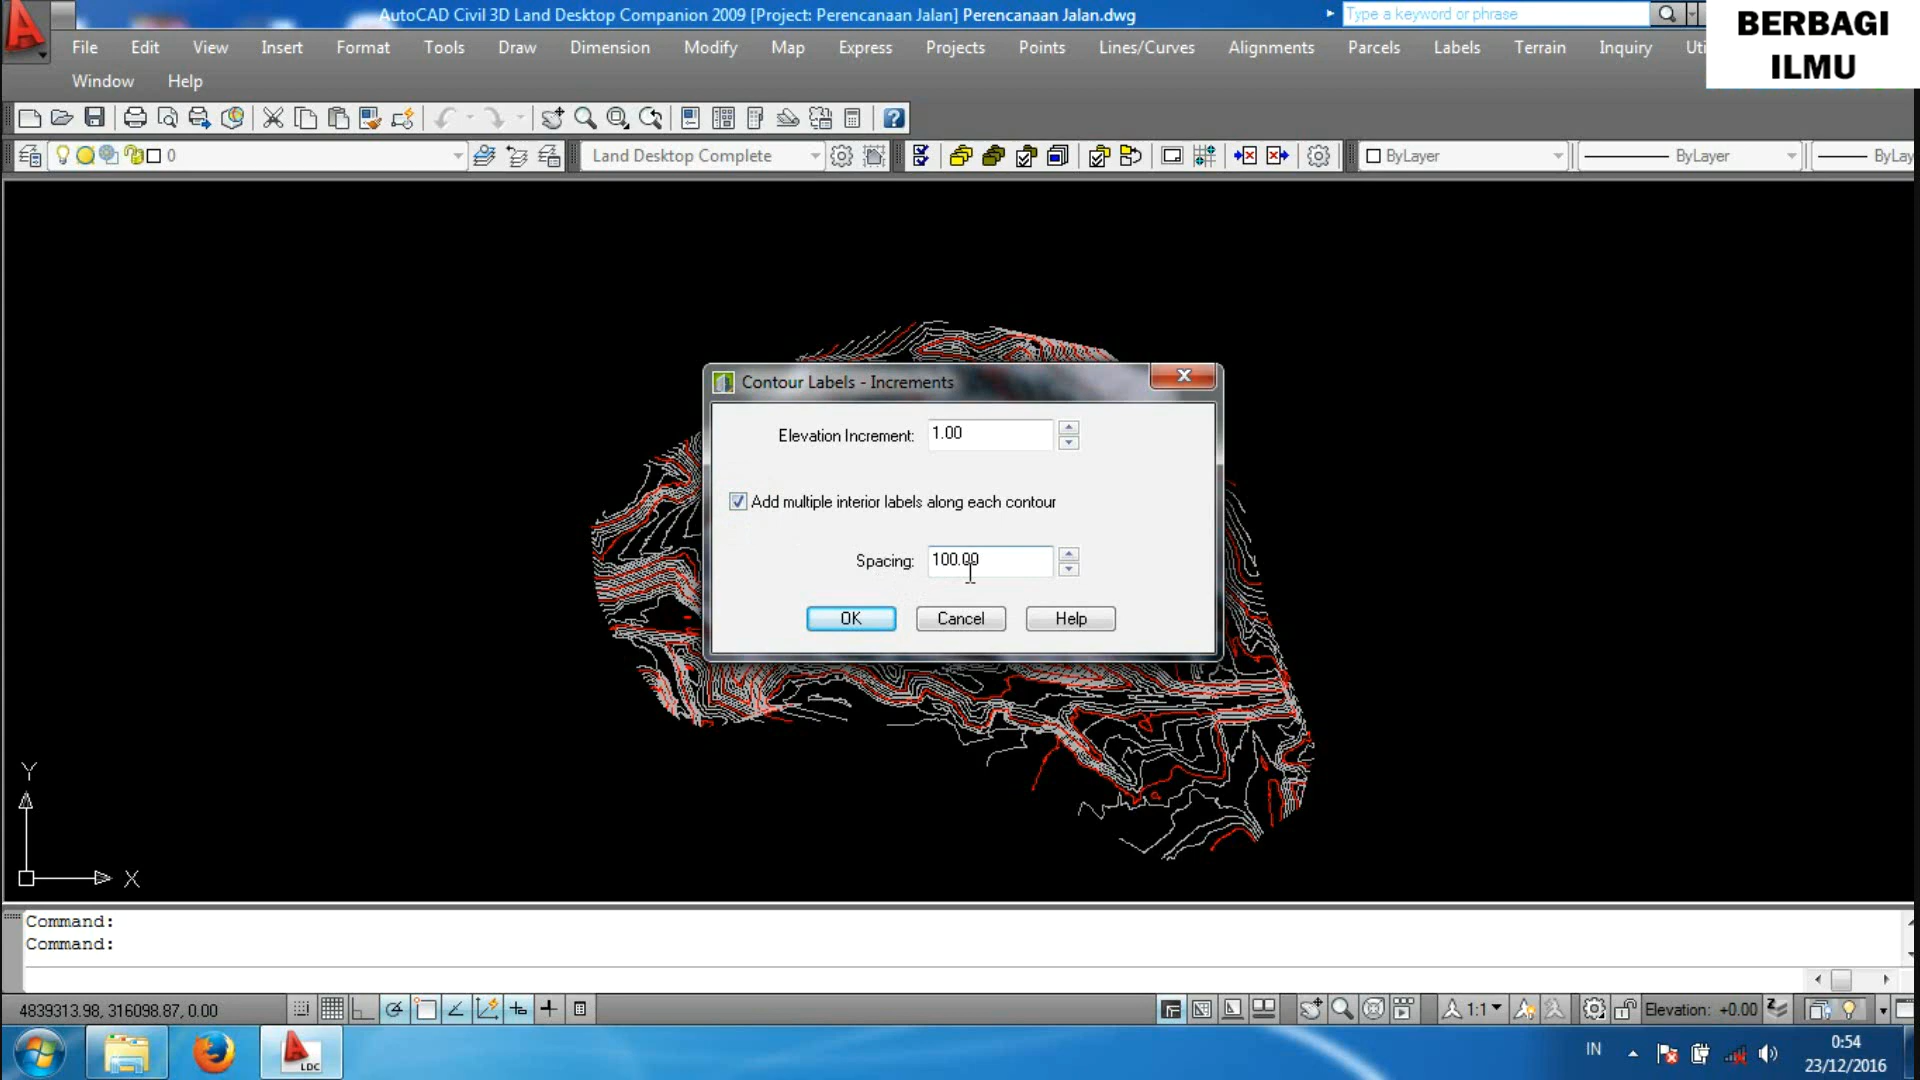 AutoCAD Civil 3D Land Desktop Companion 2009 [Project: Perencanaan Jalan] Perencanaan Jalan.dwg
Type a keyword or phrase
BERBAGI
ILMU
File Edit View Insert Format Tools Draw Dimension Modify Map Express Projects Points Lines/Curves Alignments Parcels Labels Terrain Inquiry Uti
Window Help
0
Land Desktop Complete
ByLayer
ByLayer
ByLay
Contour Labels - Increments
Elevation Increment: 1.00
Add multiple interior labels along each contour
Spacing: 100.00
OK Cancel Help
Y
X
Command:
Command:
4839313.98, 316098.87, 0.00
1:1
Elevation: +0.00
LDC
IN
0:54
23/12/2016